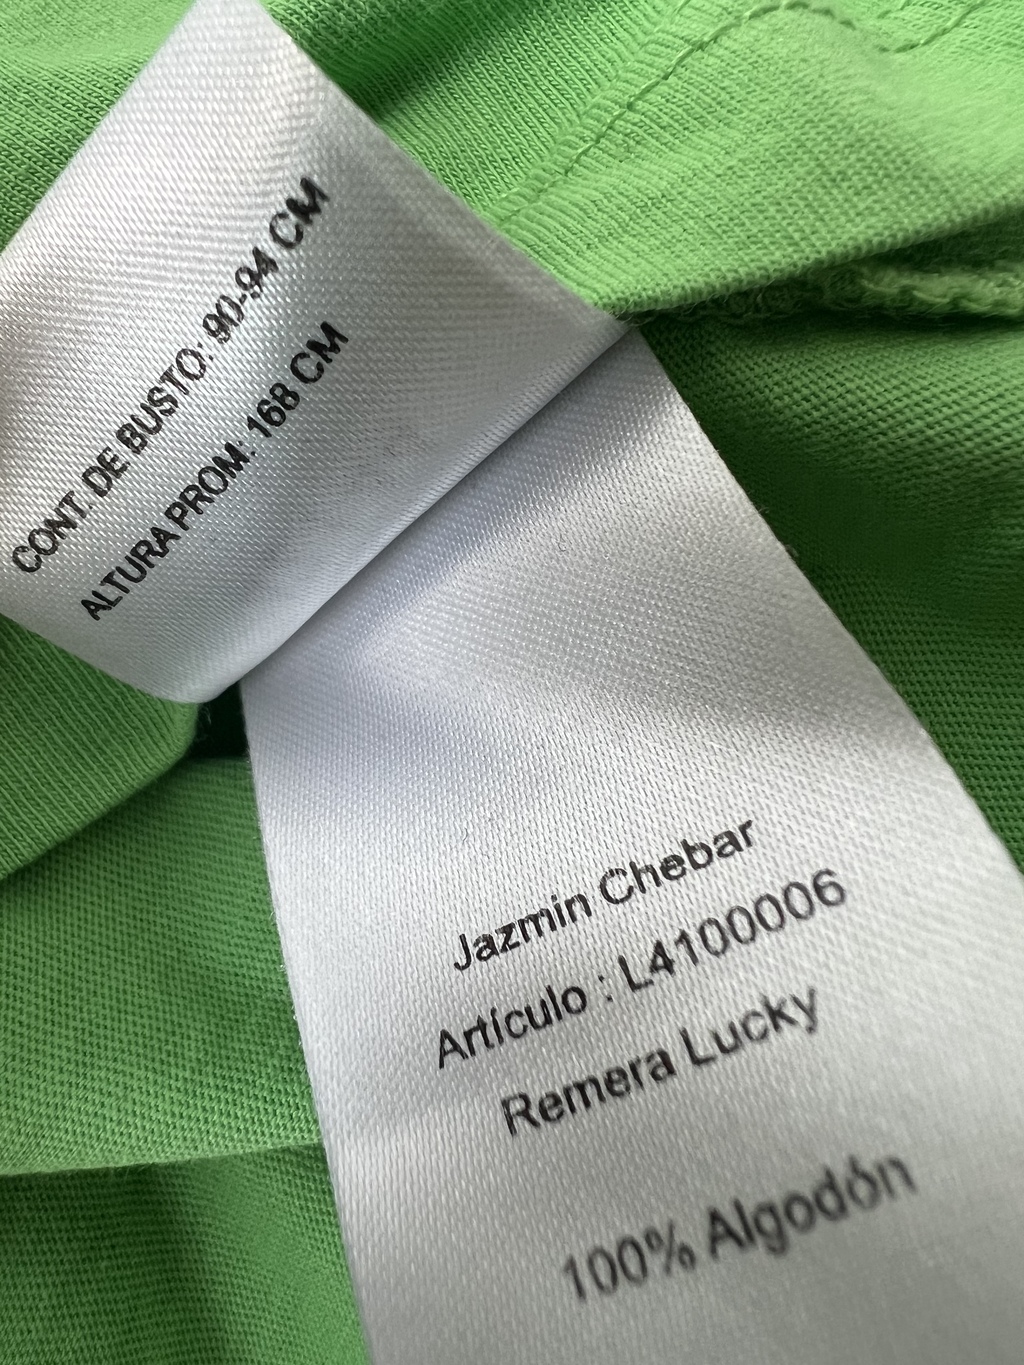 CONT. DE BUSTO: 90-94 CM
ALTURA PROM: 168 CM
Jazmin Chebar
Artículo : L4100006
Remera Lucky
100% Algodón